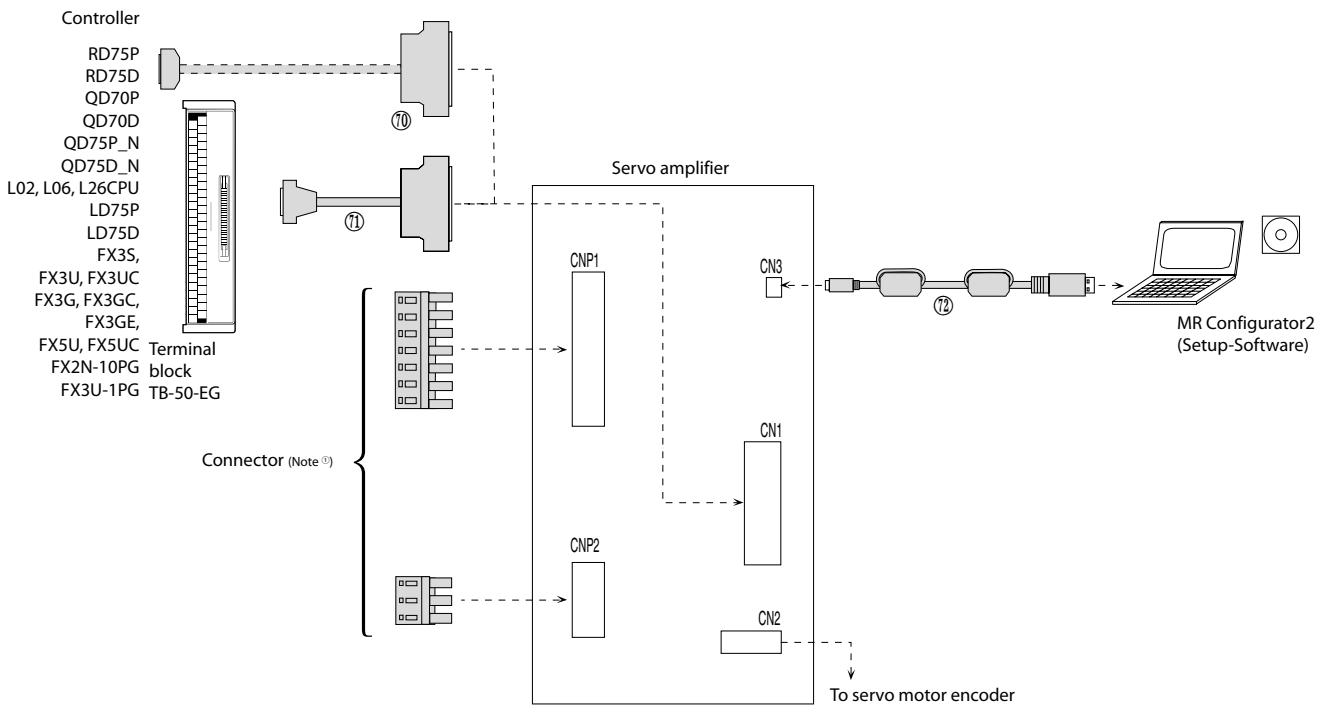 Controller
RD75P
RD75D
QD70P
QD70D
QD75P_N
QD75D_N
L02, L06, L26CPU
LD75P
LD75D
FX3S,
FX3U, FX3UC
FX3G, FX3GC,
FX3GE,
FX5U, FX5UC
FX2N-10PG
FX3U-1PG
Terminal
block
TB-50-EG
⑦⓪
⑦①
Servo amplifier
CNP1
CN3
⑦②
MR Configurator2
(Setup-Software)
Connector (Note ①)
CN1
CNP2
CN2
To servo motor encoder